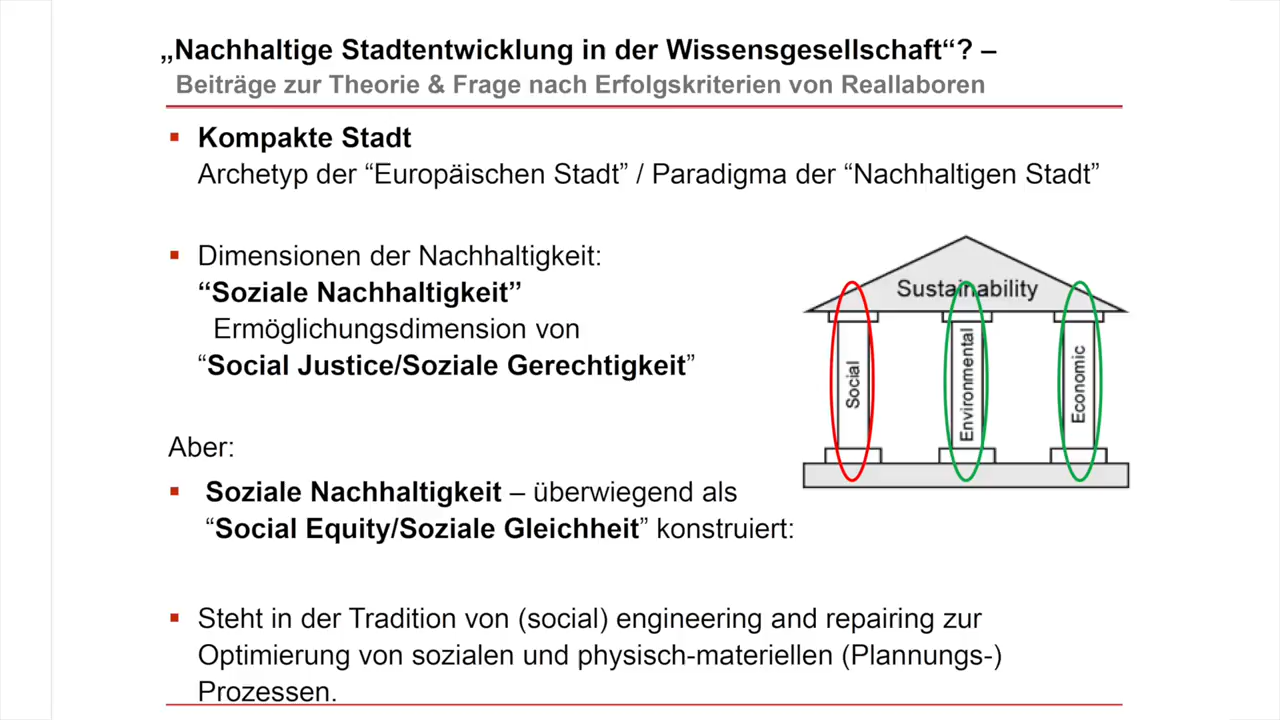 „Nachhaltige Stadtentwicklung in der Wissensgesellschaft“? –
Beiträge zur Theorie & Frage nach Erfolgskriterien von Reallaboren
▪ Kompakte Stadt
Archetyp der “Europäischen Stadt” / Paradigma der “Nachhaltigen Stadt”
▪ Dimensionen der Nachhaltigkeit:
“Soziale Nachhaltigkeit”
Ermöglichungsdimension von
“Social Justice/Soziale Gerechtigkeit”
Sustainability
Social
Environmental
Economic
Aber:
▪ Soziale Nachhaltigkeit – überwiegend als
“Social Equity/Soziale Gleichheit” konstruiert:
▪ Steht in der Tradition von (social) engineering and repairing zur
Optimierung von sozialen und physisch-materiellen (Plannungs-)
Prozessen.